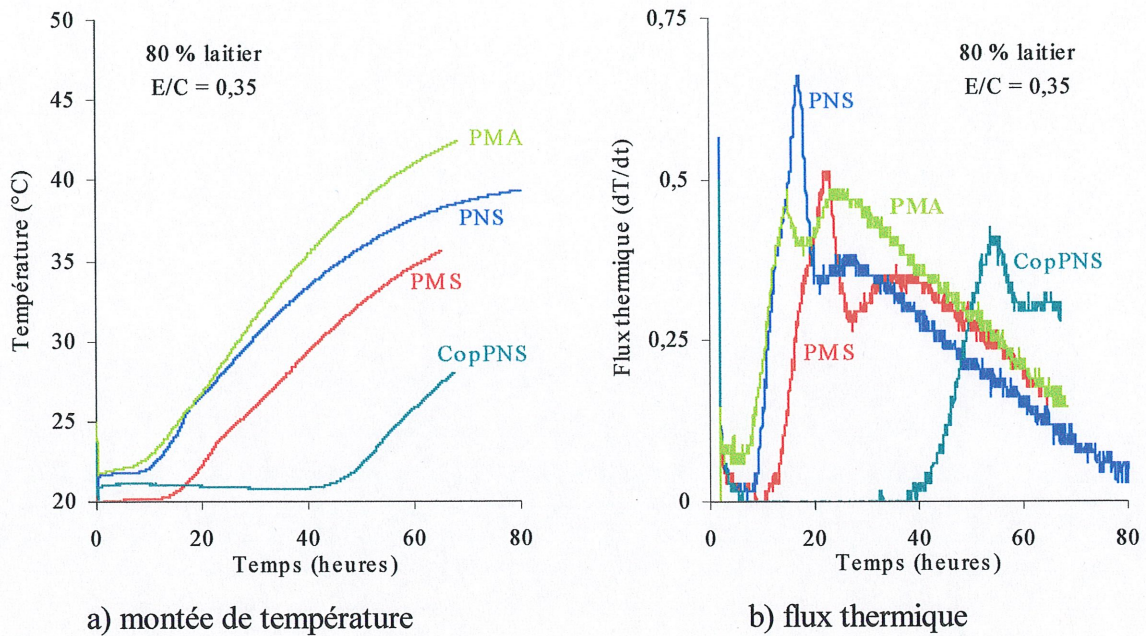 50
45
40
35
30
25
20
Température (°C)
80 % laitier
E/C = 0,35
PMA
PNS
PMS
CopPNS
0
20
40
60
80
Temps (heures)
a) montée de température
0,75
0,5
0,25
0
Flux thermique (dT/dt)
80 % laitier
E/C = 0,35
PNS
PMA
CopPNS
PMS
0
20
40
60
80
Temps (heures)
b) flux thermique